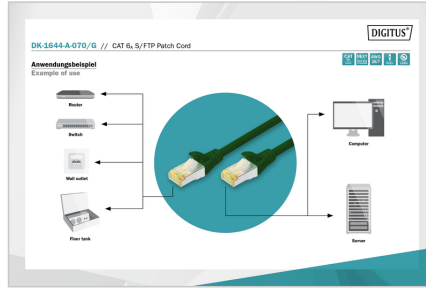 DIGITUS®
DK-1644-A-070/G // CAT 6A S/FTP Patch Cord
Anwendungsbeispiel
Example of use
Router
Switch
Wall outlet
Floor tank
Computer
Server